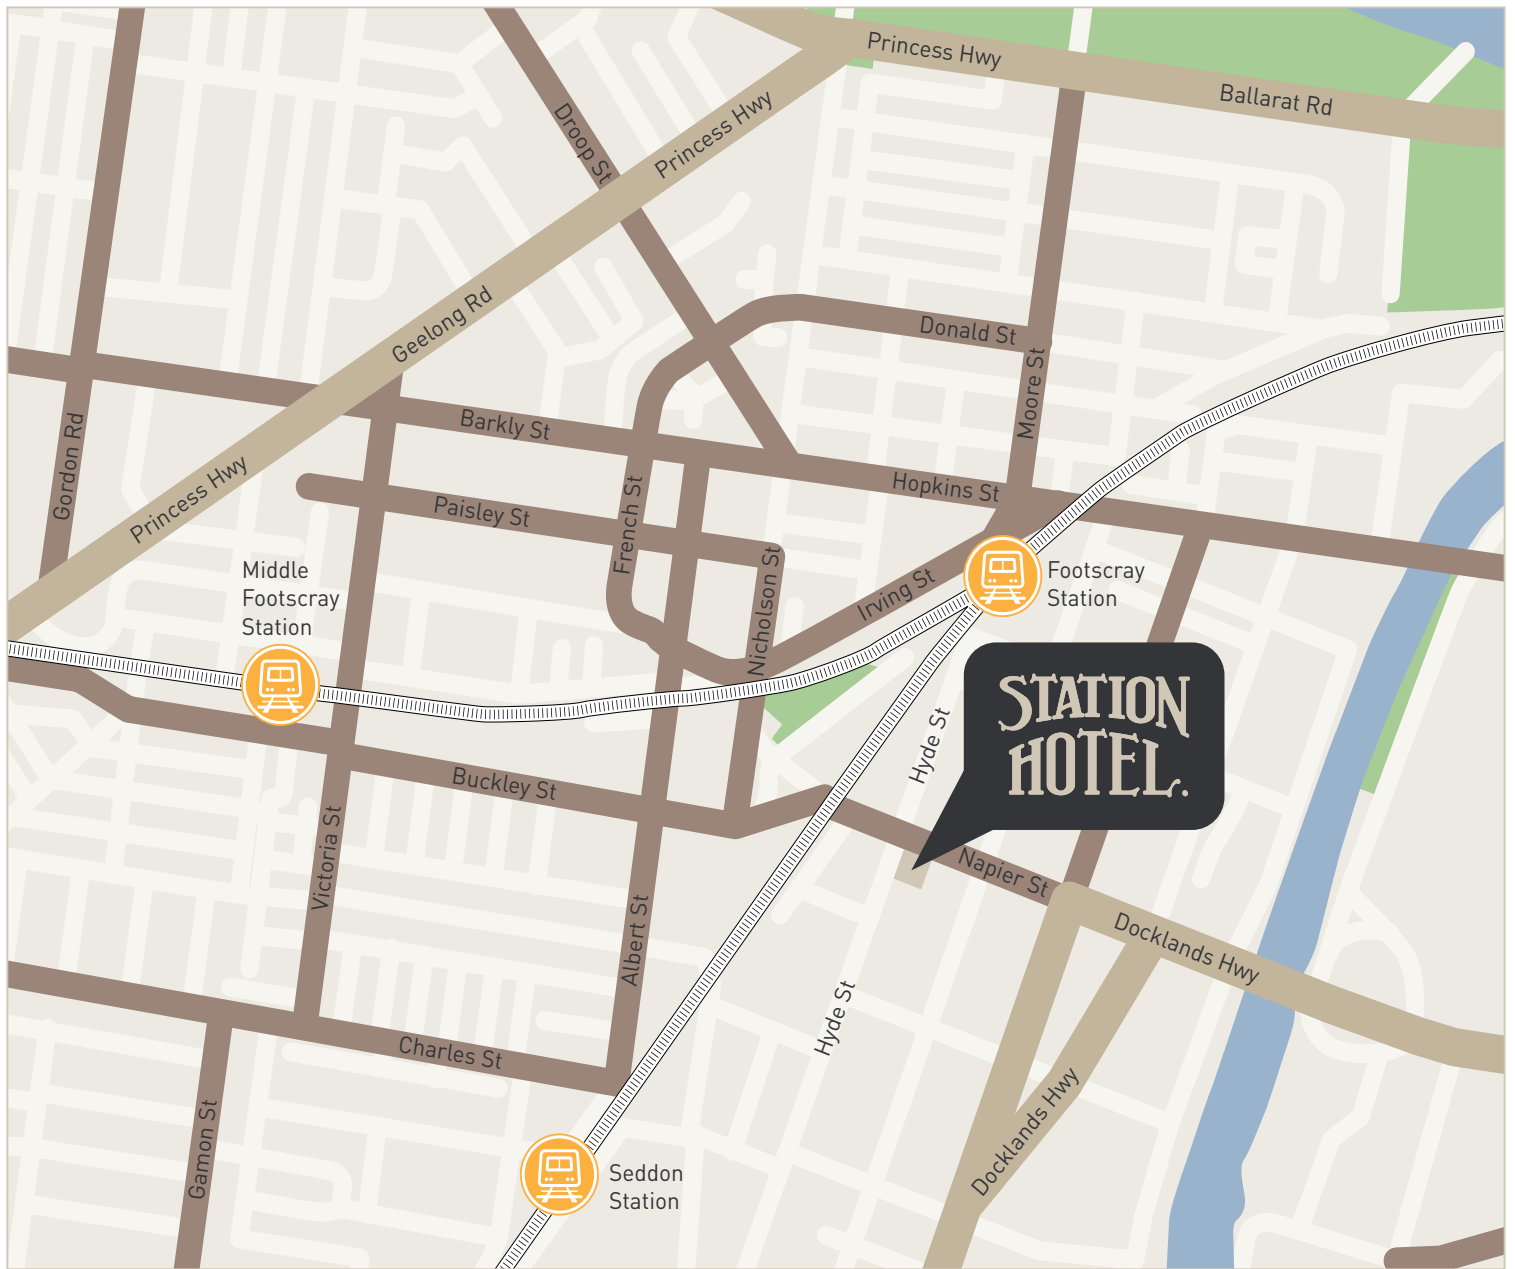 Princess Hwy
Ballarat Rd
Princess Hwy
Droop St
Geelong Rd
Donald St
Moore St
Gordon Rd
Barkly St
Princess Hwy
Paisley St
French St
Hopkins St
Nicholson St
Irving St
Middle
Footscray
Station
Footscray
Station
STATION
HOTEL.
Hyde St
Buckley St
Victoria St
Napier St
Albert St
Docklands Hwy
Hyde St
Charles St
Docklands Hwy
Gamon St
Seddon
Station